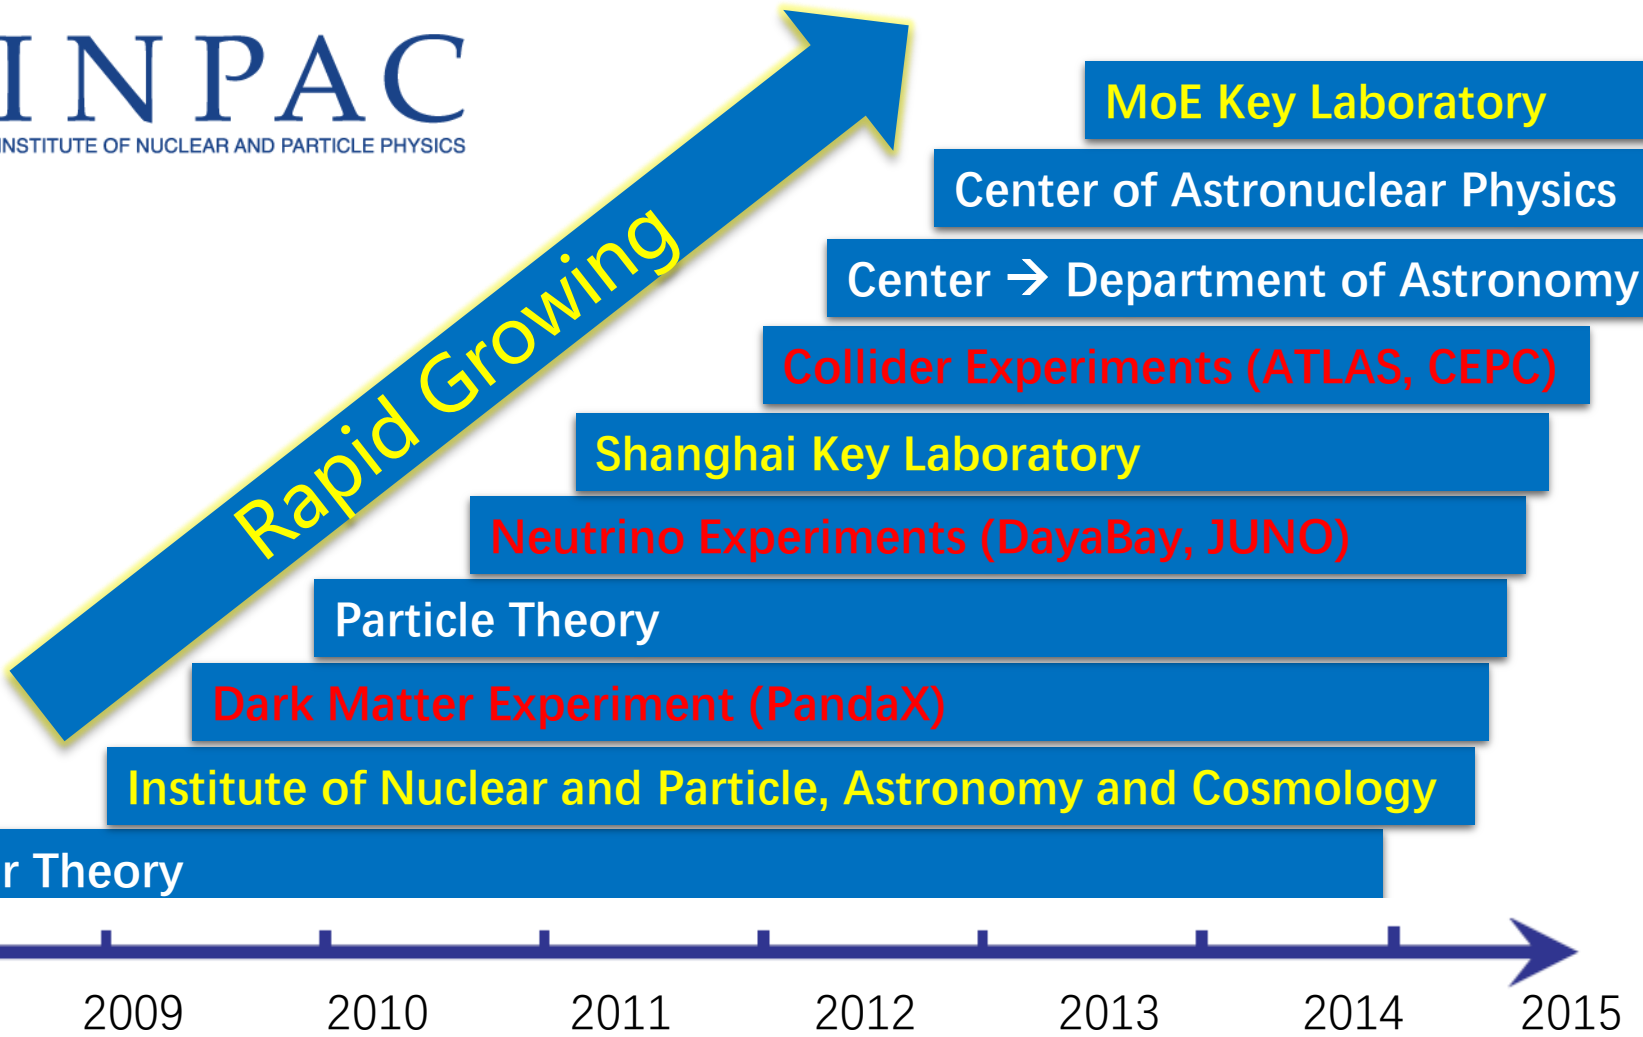 INPAC
INSTITUTE OF NUCLEAR AND PARTICLE PHYSICS
Rapid Growing
MoE Key Laboratory
Center of Astronuclear Physics
Center → Department of Astronomy
Collider Experiments (ATLAS, CEPC)
Shanghai Key Laboratory
Neutrino Experiments (DayaBay, JUNO)
Particle Theory
Dark Matter Experiment (PandaX)
Institute of Nuclear and Particle, Astronomy and Cosmology
r Theory
2009 2010 2011 2012 2013 2014 2015